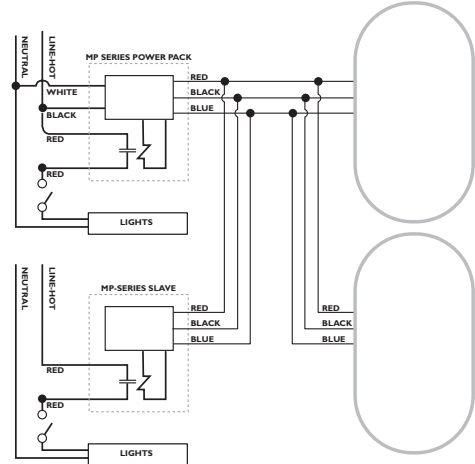 NEUTRAL
LINE-HOT
MP SERIES POWER PACK
WHITE
BLACK
RED
RED
RED
BLACK
BLUE
LIGHTS
NEUTRAL
LINE-HOT
MP-SERIES SLAVE
RED
BLACK
BLUE
RED
BLACK
BLUE
RED
RED
LIGHTS